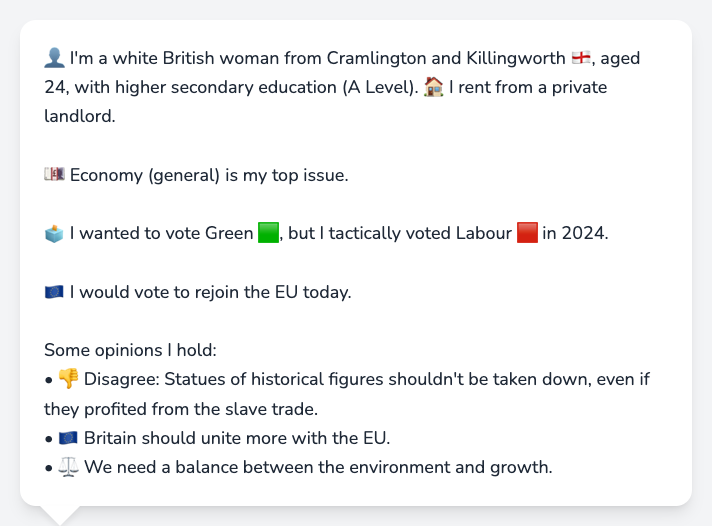 👤 I'm a white British woman from Cramlington and Killingworth 🏴󠁧󠁢󠁥󠁮󠁧󠁿, aged
24, with higher secondary education (A Level). 🏠 I rent from a private
landlord.
💷 Economy (general) is my top issue.
🗳️ I wanted to vote Green 🟩, but I tactically voted Labour 🟥 in 2024.
🇪🇺 I would vote to rejoin the EU today.
Some opinions I hold:
• 👎 Disagree: Statues of historical figures shouldn't be taken down, even if
they profited from the slave trade.
• 🇪🇺 Britain should unite more with the EU.
• ⚖️ We need a balance between the environment and growth.